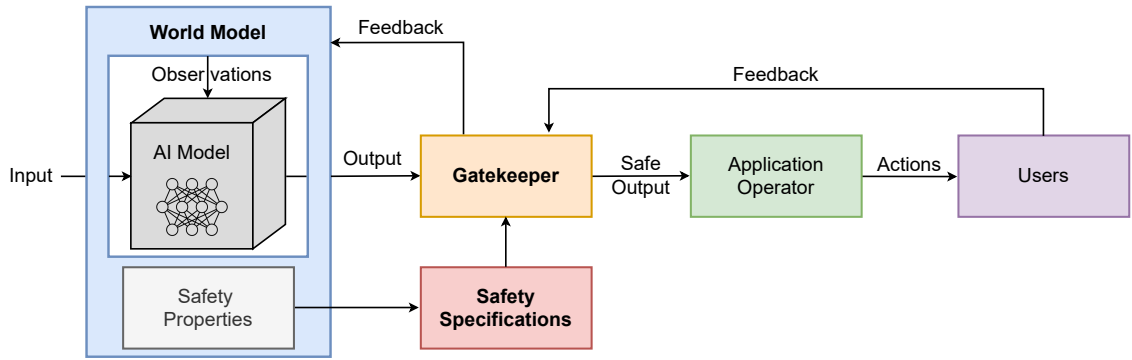 World Model
Feedback
Observations
Feedback
AI Model
Input
Output
Gatekeeper
Safe
Output
Application
Operator
Actions
Users
Safety
Properties
Safety
Specifications